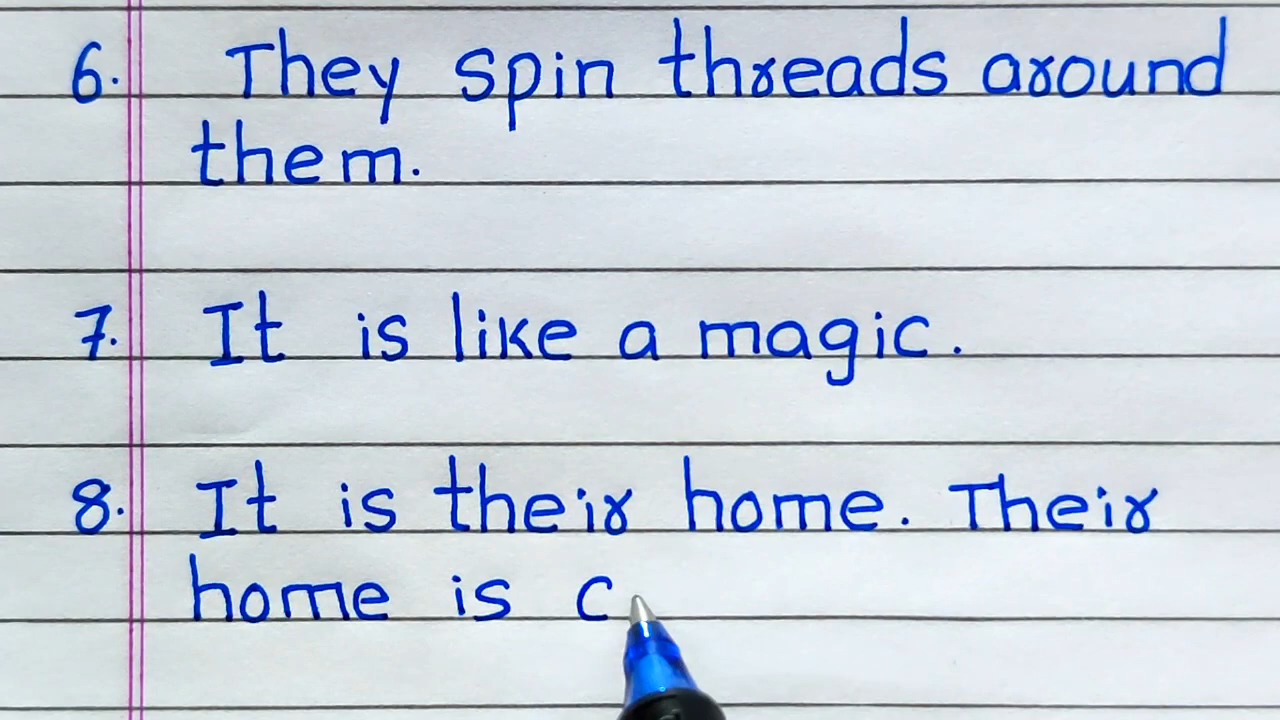 6. They spin threads around
them.
7. It is like a magic.
8. It is their home. Their
home is c